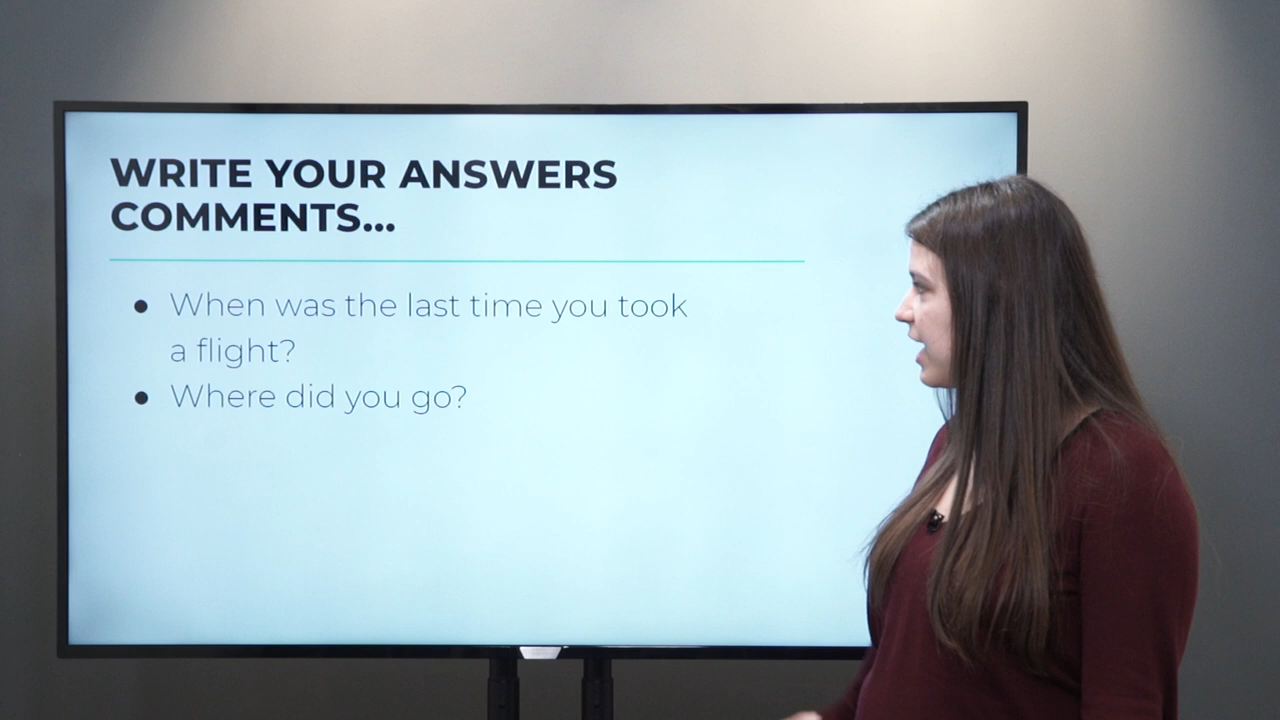 WRITE YOUR ANSWERS
COMMENTS...
● When was the last time you took
a flight?
● Where did you go?